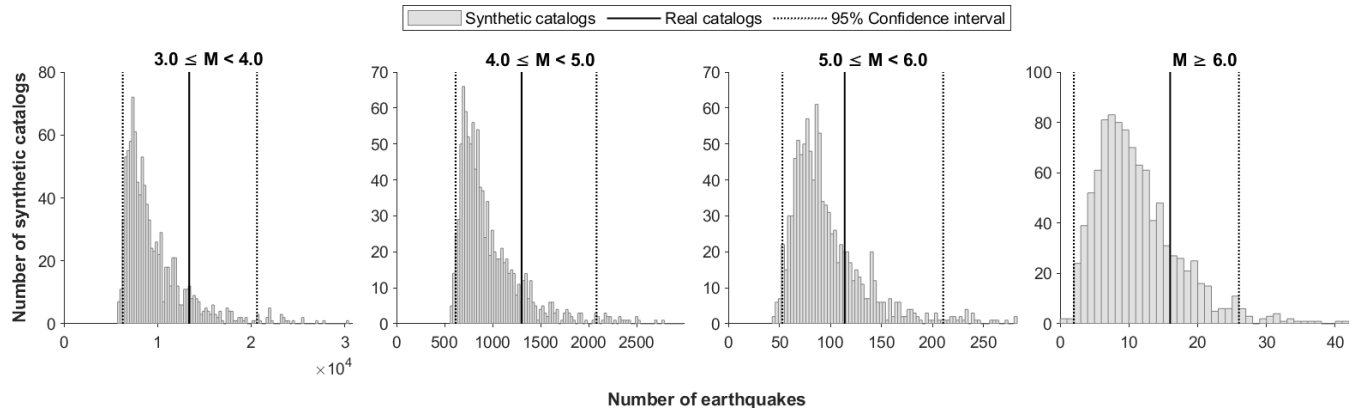 Synthetic catalogs Real catalogs 95% Confidence interval
3.0 ≤ M < 4.0
4.0 ≤ M < 5.0
5.0 ≤ M < 6.0
M ≥ 6.0
Number of synthetic catalogs
80
60
40
20
0
0 1 2 3
×10⁴
70
60
50
40
30
20
10
0
0 500 1000 1500 2000 2500
70
60
50
40
30
20
10
0
0 50 100 150 200 250
100
80
60
40
20
0
0 10 20 30 40
Number of earthquakes